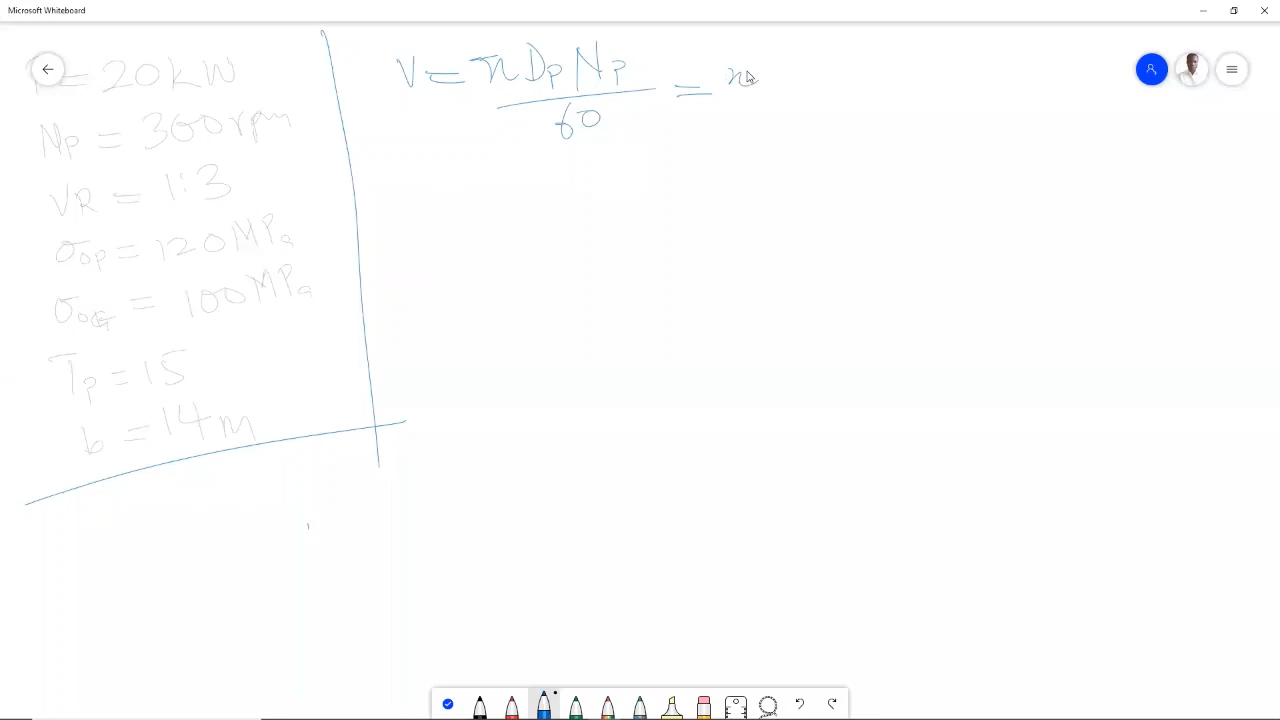 Microsoft Whiteboard
P = 20kW
Np = 300rpm
VR = 1:3
σop = 120MPa
σoG = 100MPa
Tp = 15
b = 14m
V = πDpNp/60 = π